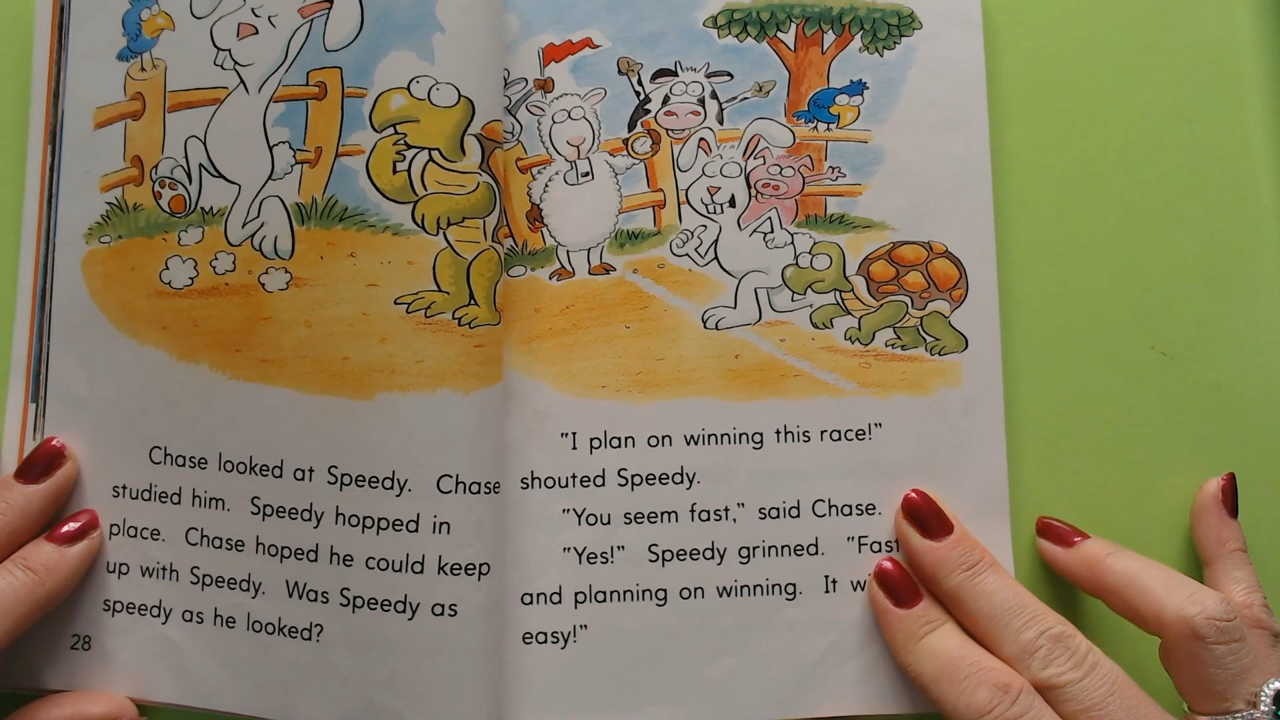 Chase looked at Speedy. Chase
studied him. Speedy hopped in
place. Chase hoped he could keep
up with Speedy. Was Speedy as
speedy as he looked?
28
"I plan on winning this race!"
shouted Speedy.
"You seem fast," said Chase.
"Yes!" Speedy grinned. "Fast
and planning on winning. It
easy!"